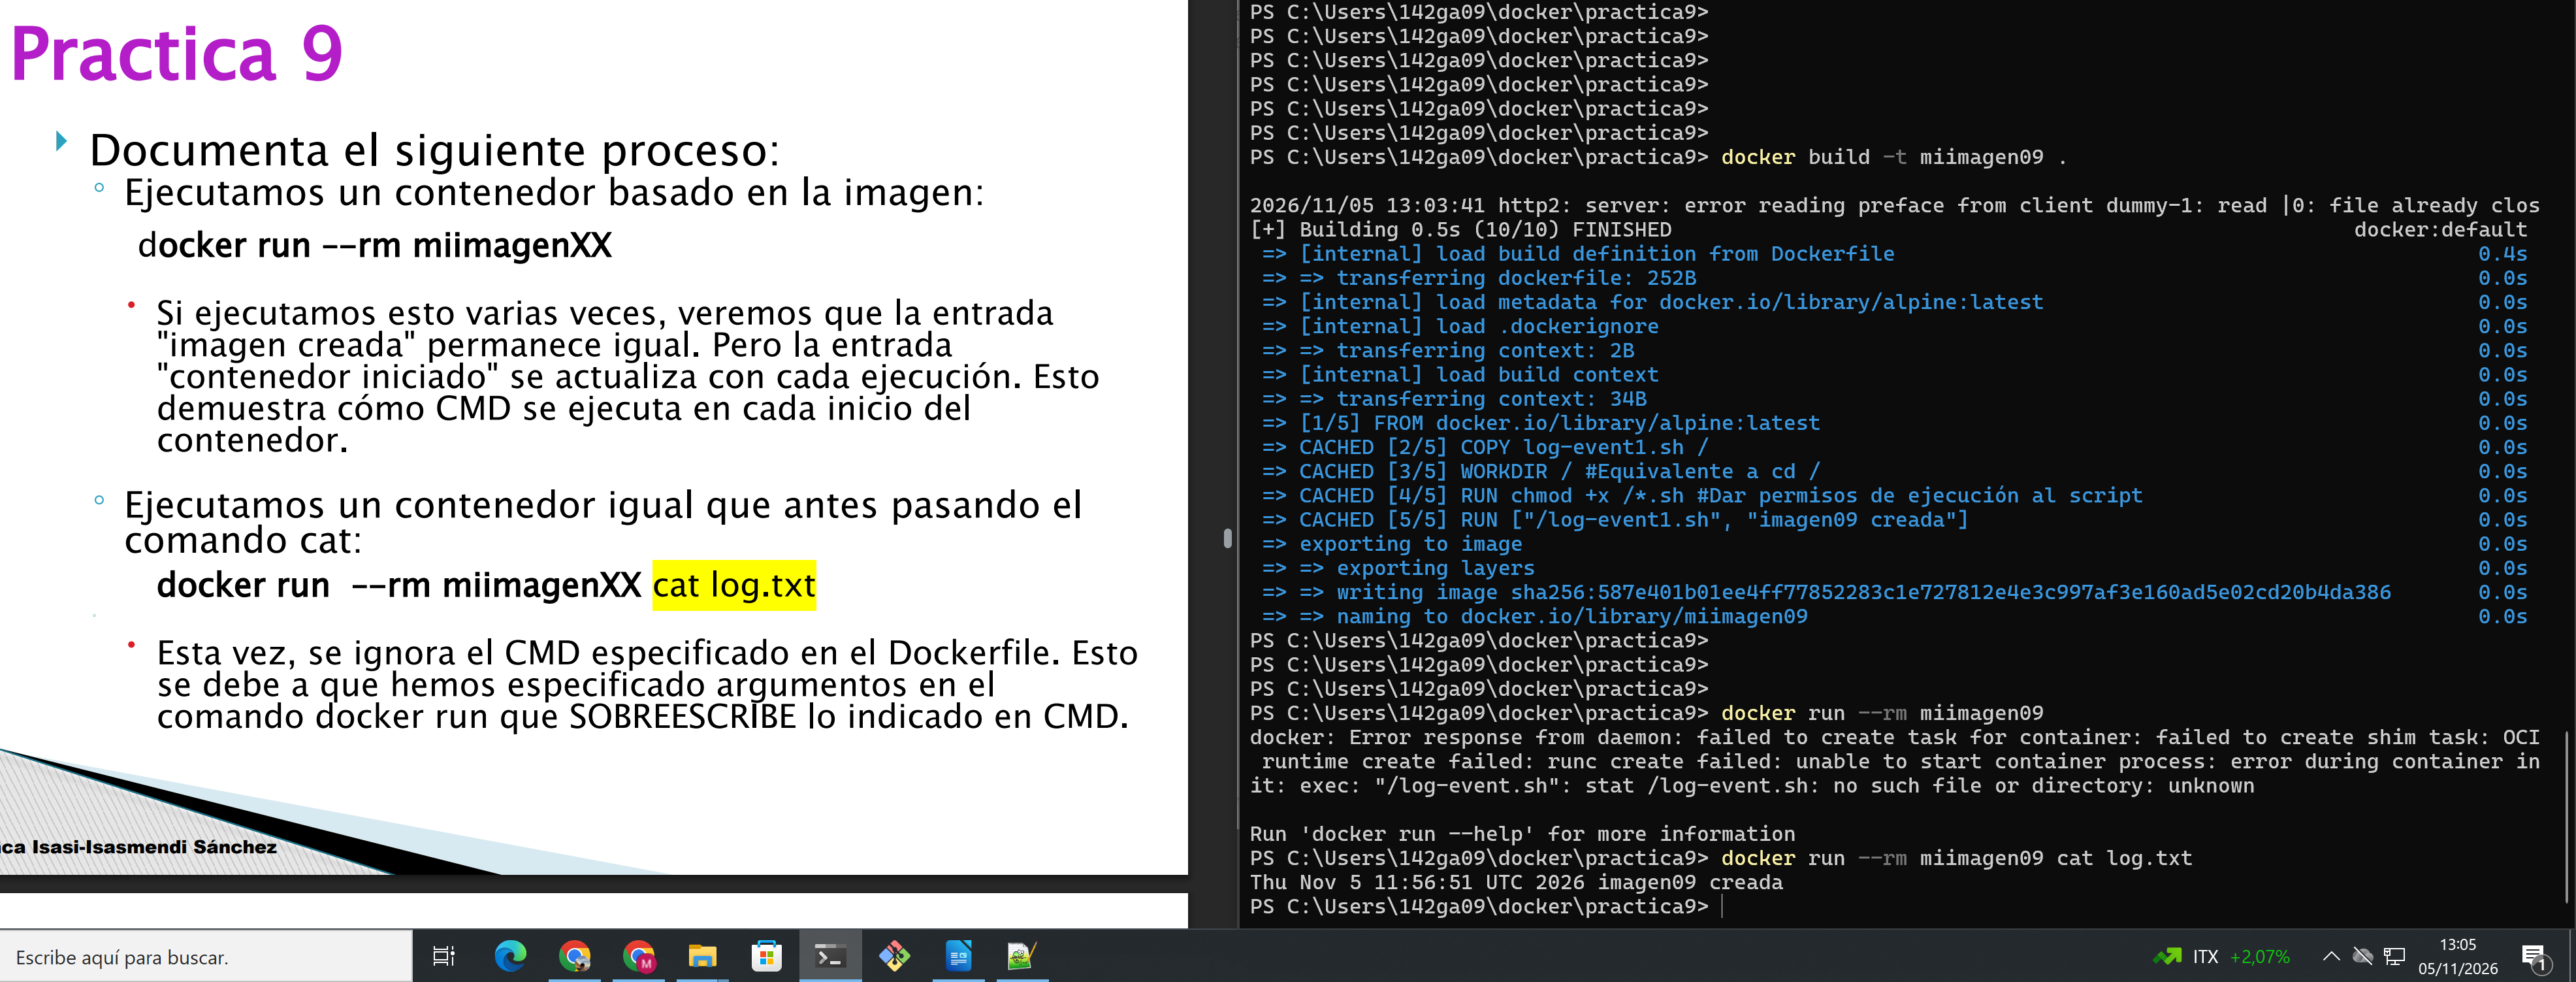 Practica 9
Documenta el siguiente proceso:
Ejecutamos un contenedor basado en la imagen:
docker run --rm miimagenXX
Si ejecutamos esto varias veces, veremos que la entrada
"imagen creada" permanece igual. Pero la entrada
"contenedor iniciado" se actualiza con cada ejecución. Esto
demuestra cómo CMD se ejecuta en cada inicio del
contenedor.
Ejecutamos un contenedor igual que antes pasando el
comando cat:
docker run --rm miimagenXX cat log.txt
Esta vez, se ignora el CMD especificado en el Dockerfile. Esto
se debe a que hemos especificado argumentos en el
comando docker run que SOBREESCRIBE lo indicado en CMD.
ca Isasi-Isasmendi Sánchez
PS C:\Users\142ga09\docker\practica9>
PS C:\Users\142ga09\docker\practica9>
PS C:\Users\142ga09\docker\practica9>
PS C:\Users\142ga09\docker\practica9>
PS C:\Users\142ga09\docker\practica9>
PS C:\Users\142ga09\docker\practica9>
PS C:\Users\142ga09\docker\practica9> docker build -t miimagen09 .
2026/11/05 13:03:41 http2: server: error reading preface from client dummy-1: read |0: file already clos
[+] Building 0.5s (10/10) FINISHED docker:default
=> [internal] load build definition from Dockerfile 0.4s
=> => transferring dockerfile: 252B 0.0s
=> [internal] load metadata for docker.io/library/alpine:latest 0.0s
=> [internal] load .dockerignore 0.0s
=> => transferring context: 2B 0.0s
=> [internal] load build context 0.0s
=> => transferring context: 34B 0.0s
=> [1/5] FROM docker.io/library/alpine:latest 0.0s
=> CACHED [2/5] COPY log-event1.sh / 0.0s
=> CACHED [3/5] WORKDIR / #Equivalente a cd / 0.0s
=> CACHED [4/5] RUN chmod +x /*.sh #Dar permisos de ejecución al script 0.0s
=> CACHED [5/5] RUN ["/log-event1.sh", "imagen09 creada"] 0.0s
=> exporting to image 0.0s
=> => exporting layers 0.0s
=> => writing image sha256:587e401b01ee4ff77852283c1e727812e4e3c997af3e160ad5e02cd20b4da386 0.0s
=> => naming to docker.io/library/miimagen09 0.0s
PS C:\Users\142ga09\docker\practica9>
PS C:\Users\142ga09\docker\practica9>
PS C:\Users\142ga09\docker\practica9>
PS C:\Users\142ga09\docker\practica9> docker run --rm miimagen09
docker: Error response from daemon: failed to create task for container: failed to create shim task: OCI
runtime create failed: runc create failed: unable to start container process: error during container in
it: exec: "/log-event.sh": stat /log-event.sh: no such file or directory: unknown
Run 'docker run --help' for more information
PS C:\Users\142ga09\docker\practica9> docker run --rm miimagen09 cat log.txt
Thu Nov 5 11:56:51 UTC 2026 imagen09 creada
PS C:\Users\142ga09\docker\practica9>
Escribe aquí para buscar.
M
ITX +2,07%
13:05
05/11/2026
1